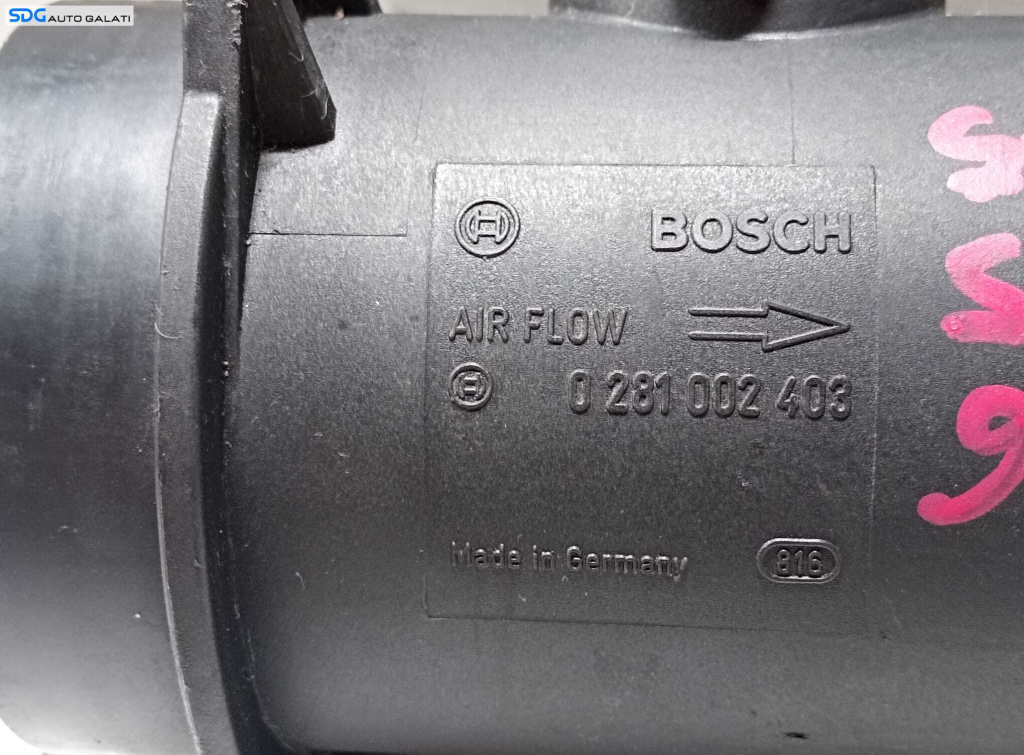 SDG AUTO GALATI
BOSCH
AIR FLOW
0 281 002 403
Made in Germany 816